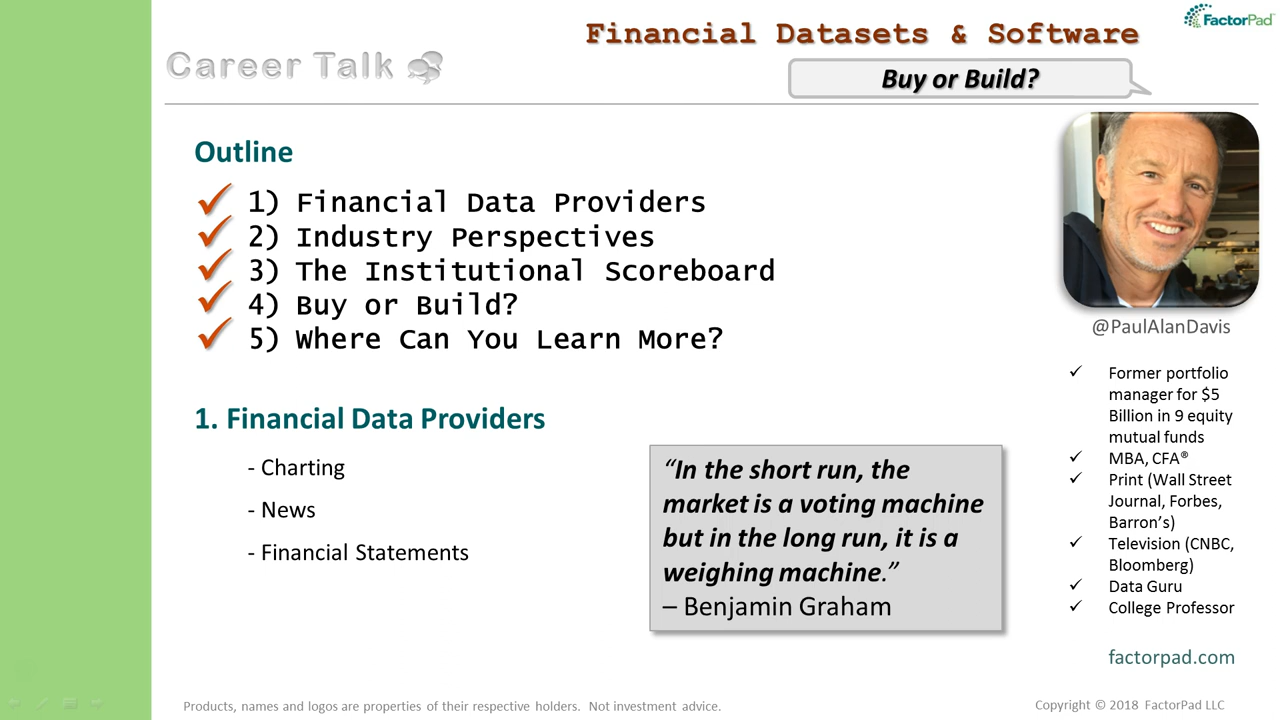 Financial Datasets & Software
FactorPad
Career Talk
Buy or Build?
Outline
✓ 1) Financial Data Providers
✓ 2) Industry Perspectives
✓ 3) The Institutional Scoreboard
✓ 4) Buy or Build?
✓ 5) Where Can You Learn More?
1. Financial Data Providers
- Charting
- News
- Financial Statements
“In the short run, the
market is a voting machine
but in the long run, it is a
weighing machine.”
– Benjamin Graham
@PaulAlanDavis
✓ Former portfolio
manager for $5
Billion in 9 equity
mutual funds
✓ MBA, CFA®
✓ Print (Wall Street
Journal, Forbes,
Barron’s)
✓ Television (CNBC,
Bloomberg)
✓ Data Guru
✓ College Professor
factorpad.com
Products, names and logos are properties of their respective holders. Not investment advice.
Copyright © 2018 FactorPad LLC